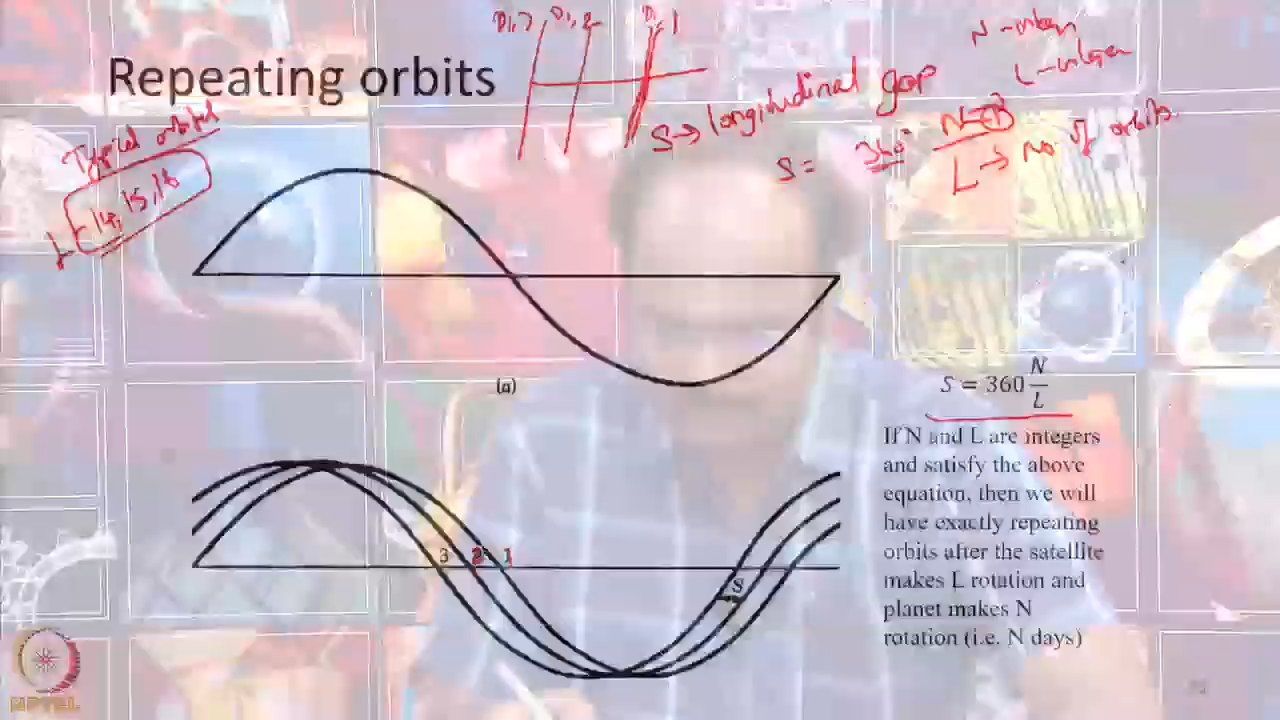 Repeating orbits
N - integer
L - integer
S → longitudinal gap
S = 360°
L → no. of orbits.
Typical orbits
L - 14, 15, 16
(a)
3 2 1
S
S = 360 N/L
If N and L are integers
and satisfy the above
equation, then we will
have exactly repeating
orbits after the satellite
makes L rotation and
planet makes N
rotation (i.e. N days)
NPTEL